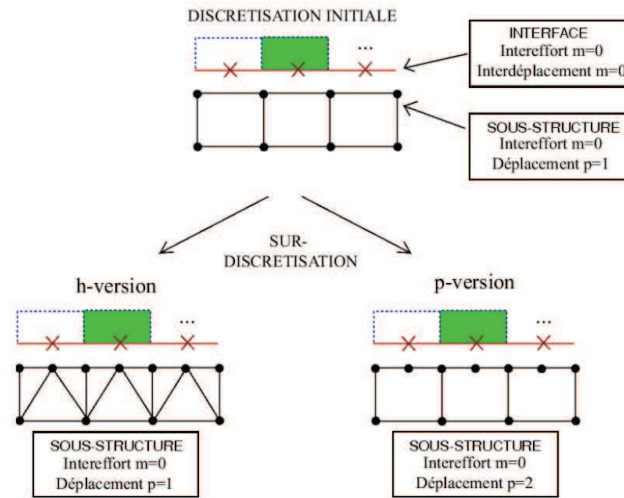 DISCRETISATION INITIALE
...
INTERFACE
Intereffort m=0
Interdéplacement m=0
SOUS-STRUCTURE
Intereffort m=0
Déplacement p=1
SUR-
DISCRETISATION
h-version
p-version
...
...
SOUS-STRUCTURE
Intereffort m=0
Déplacement p=1
SOUS-STRUCTURE
Intereffort m=0
Déplacement p=2